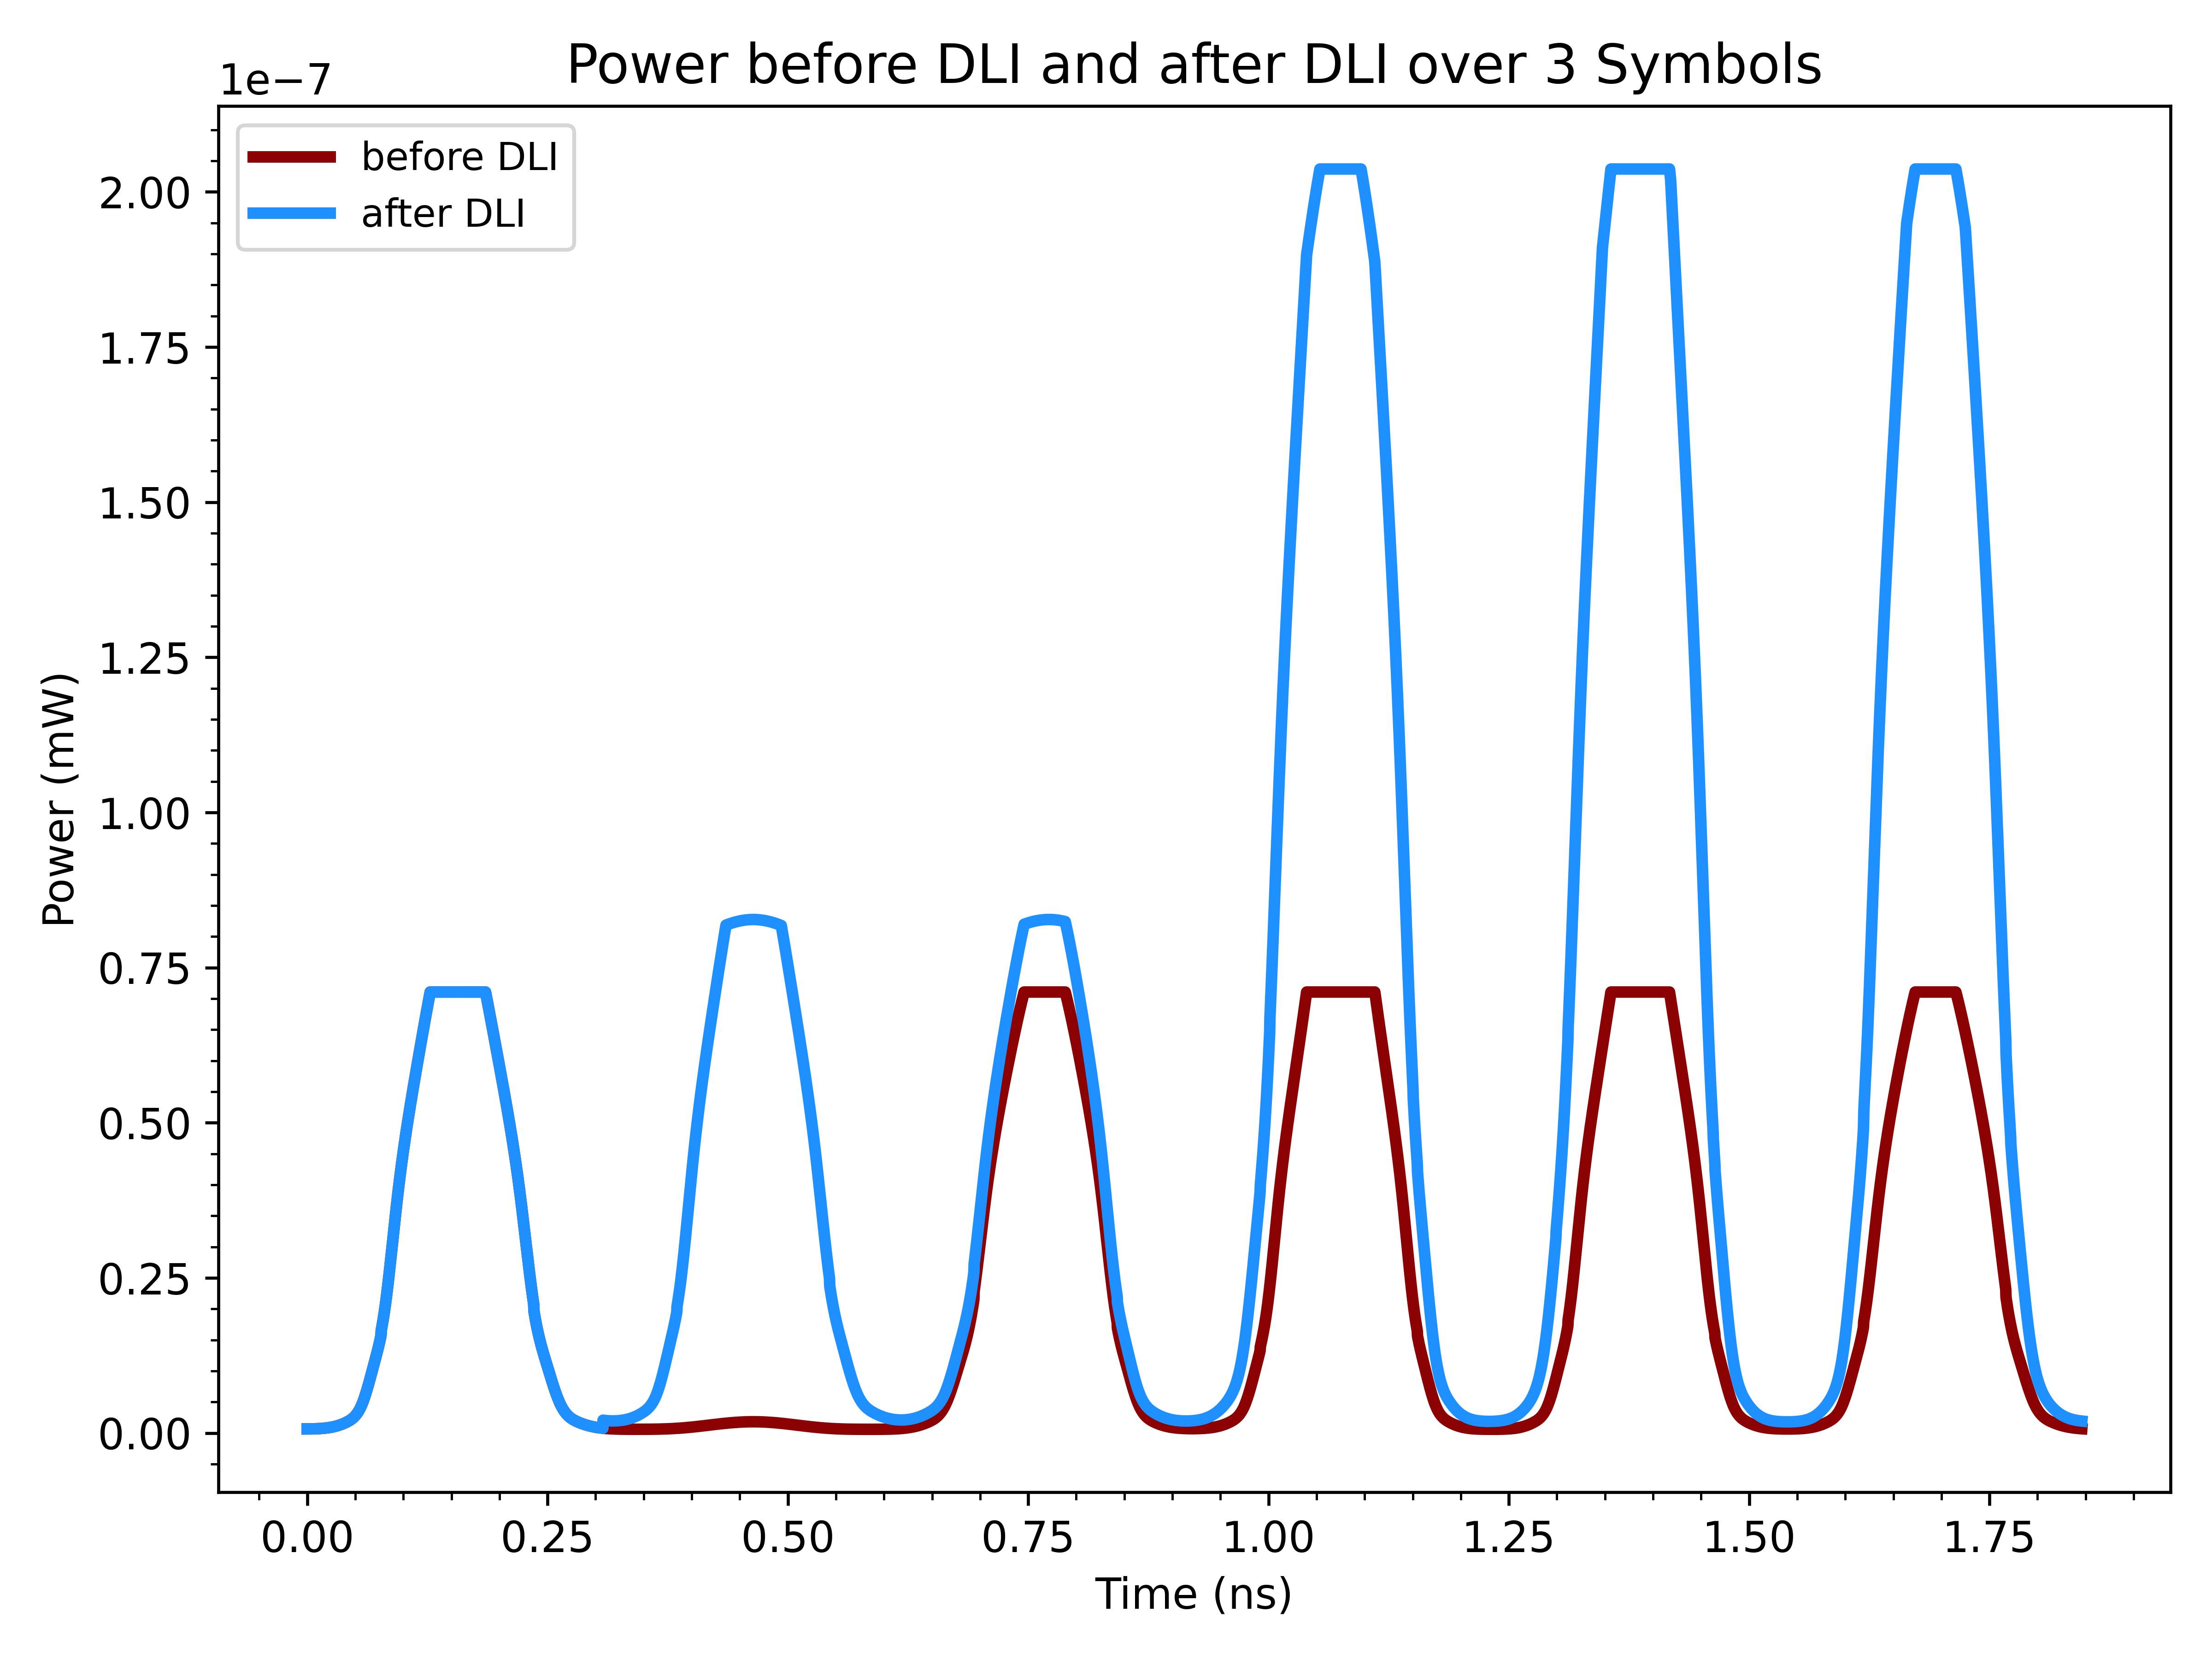 Power before DLI and after DLI over 3 Symbols
1e−7
before DLI
after DLI
2.00
1.75
1.50
1.25
1.00
0.75
0.50
0.25
0.00
Power (mW)
0.00 0.25 0.50 0.75 1.00 1.25 1.50 1.75
Time (ns)